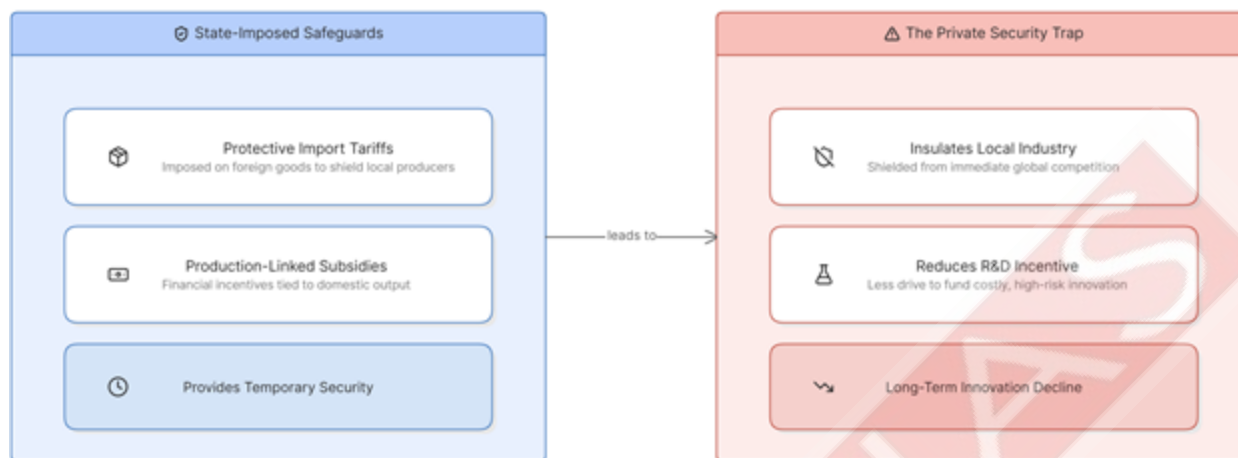 State-Imposed Safeguards
Protective Import Tariffs
Imposed on foreign goods to shield local producers
Production-Linked Subsidies
Financial incentives tied to domestic output
Provides Temporary Security
leads to
The Private Security Trap
Insulates Local Industry
Shielded from immediate global competition
Reduces R&D Incentive
Less drive to fund costly, high-risk innovation
Long-Term Innovation Decline
IAS